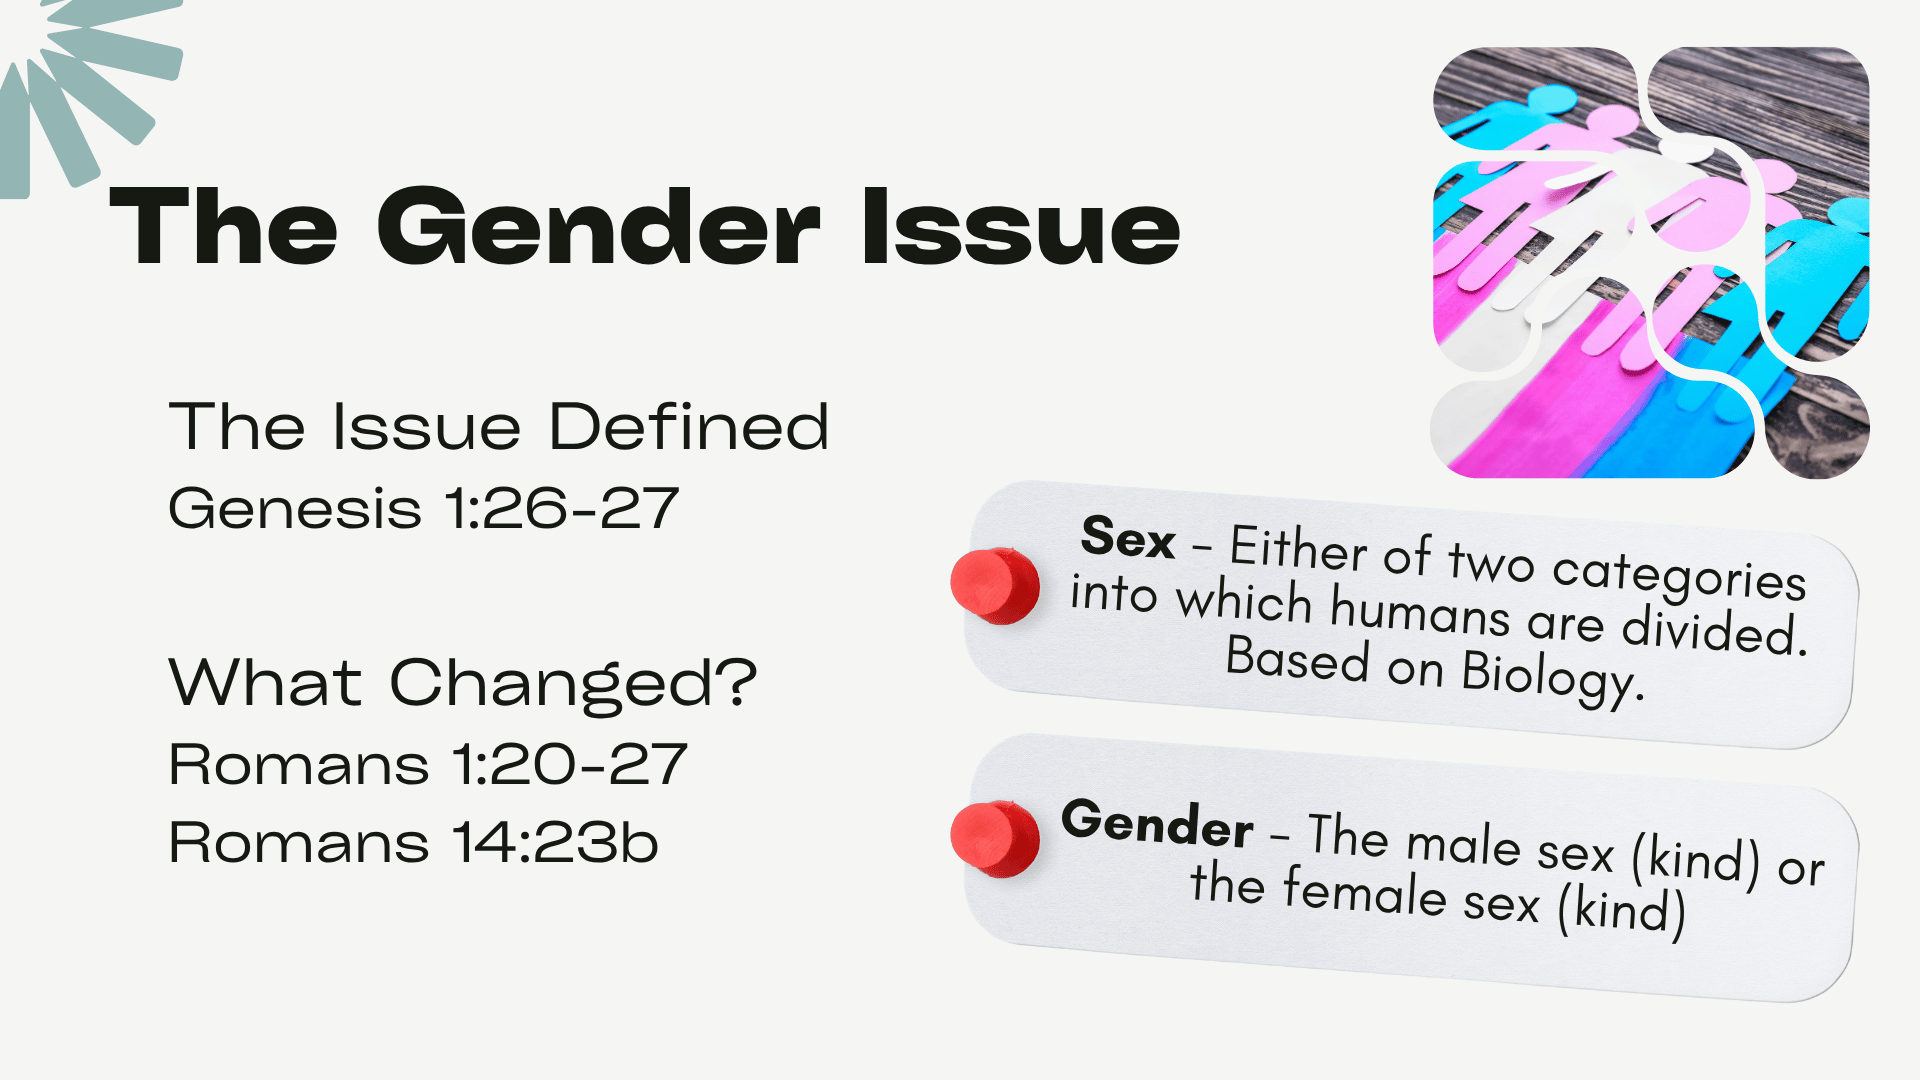 The Gender Issue
The Issue Defined
Genesis 1:26-27
What Changed?
Romans 1:20-27
Romans 14:23b
Sex - Either of two categories
into which humans are divided.
Based on Biology.
Gender - The male sex (kind) or
the female sex (kind)